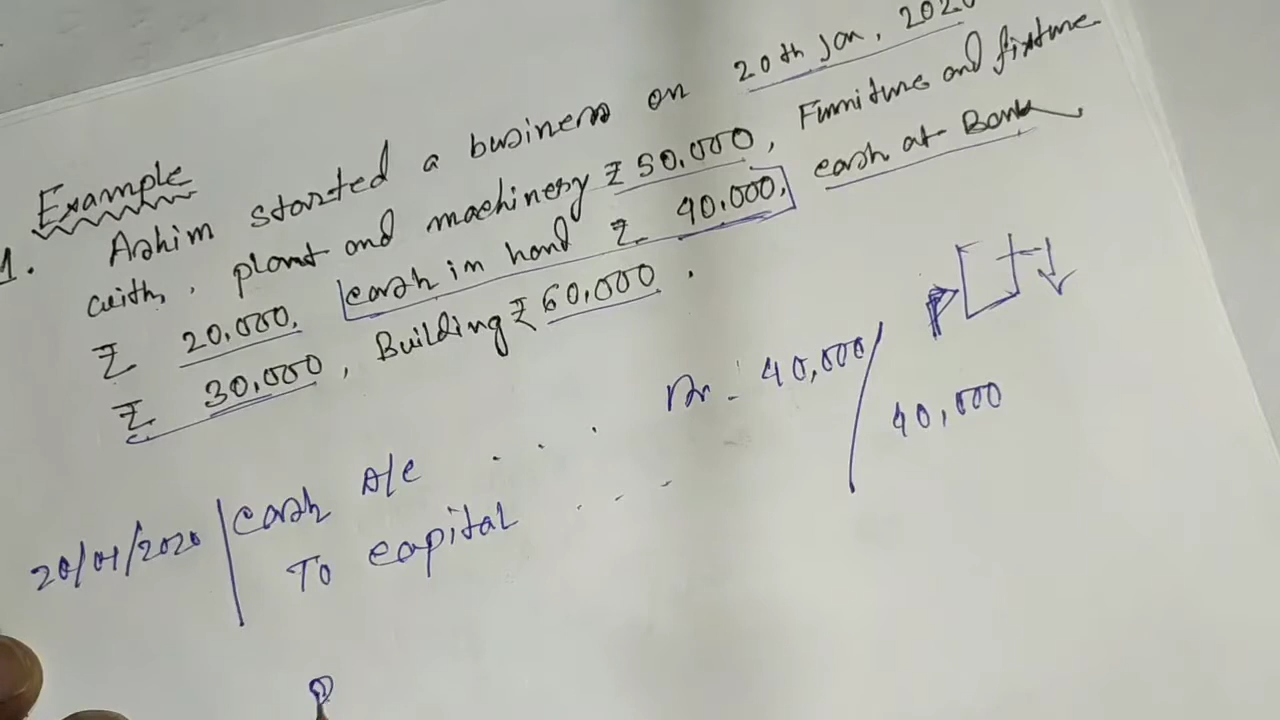 Example
1. Ashim started a business on 20th Jan, 2020
with, plant and machinery ₹ 50,000, Furniture and fixture
₹ 20,000, cash in hand ₹ 40,000, cash at Bank
₹ 30,000, Building ₹ 60,000.
20/01/2020 | Cash A/c .... Dr. 40,000
To capital .... 40,000